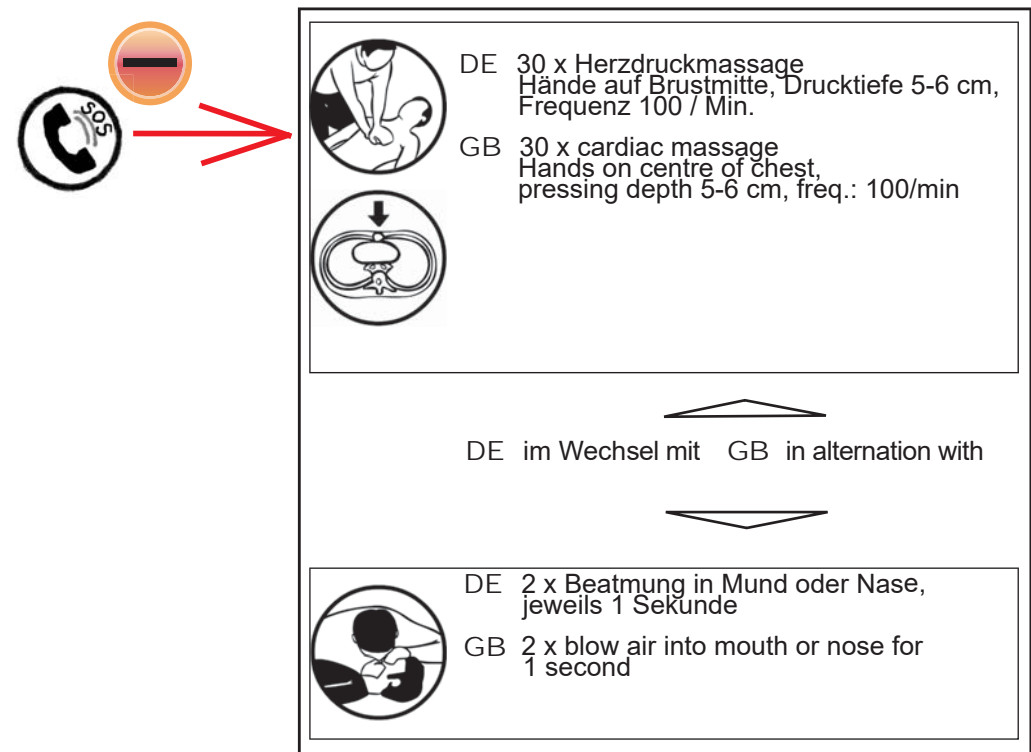 SOS
DE 30 x Herzdruckmassage
Hände auf Brustmitte, Drucktiefe 5-6 cm,
Frequenz 100 / Min.
GB 30 x cardiac massage
Hands on centre of chest,
pressing depth 5-6 cm, freq.: 100/min
DE im Wechsel mit GB in alternation with
DE 2 x Beatmung in Mund oder Nase,
jeweils 1 Sekunde
GB 2 x blow air into mouth or nose for
1 second